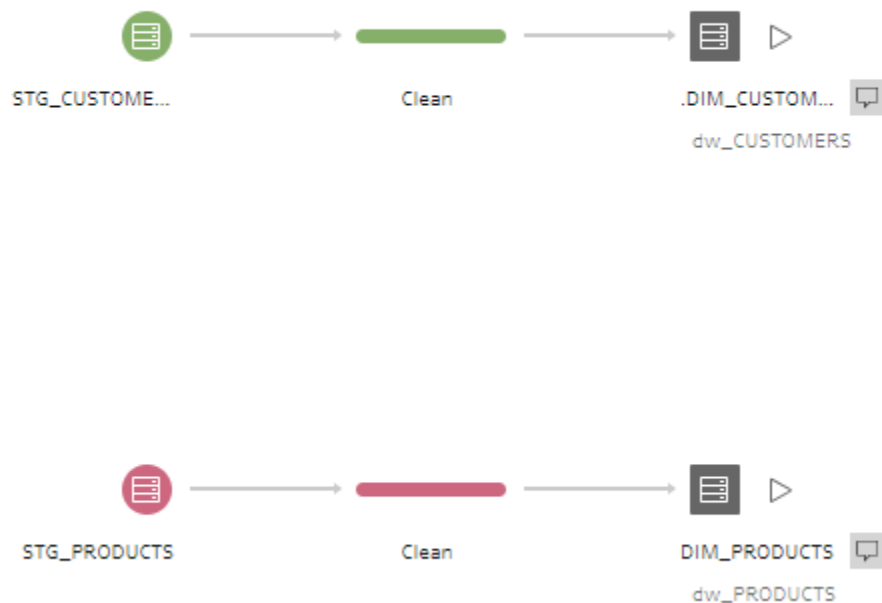 STG_CUSTOME... Clean .DIM_CUSTOM...
dw_CUSTOMERS
STG_PRODUCTS Clean DIM_PRODUCTS
dw_PRODUCTS